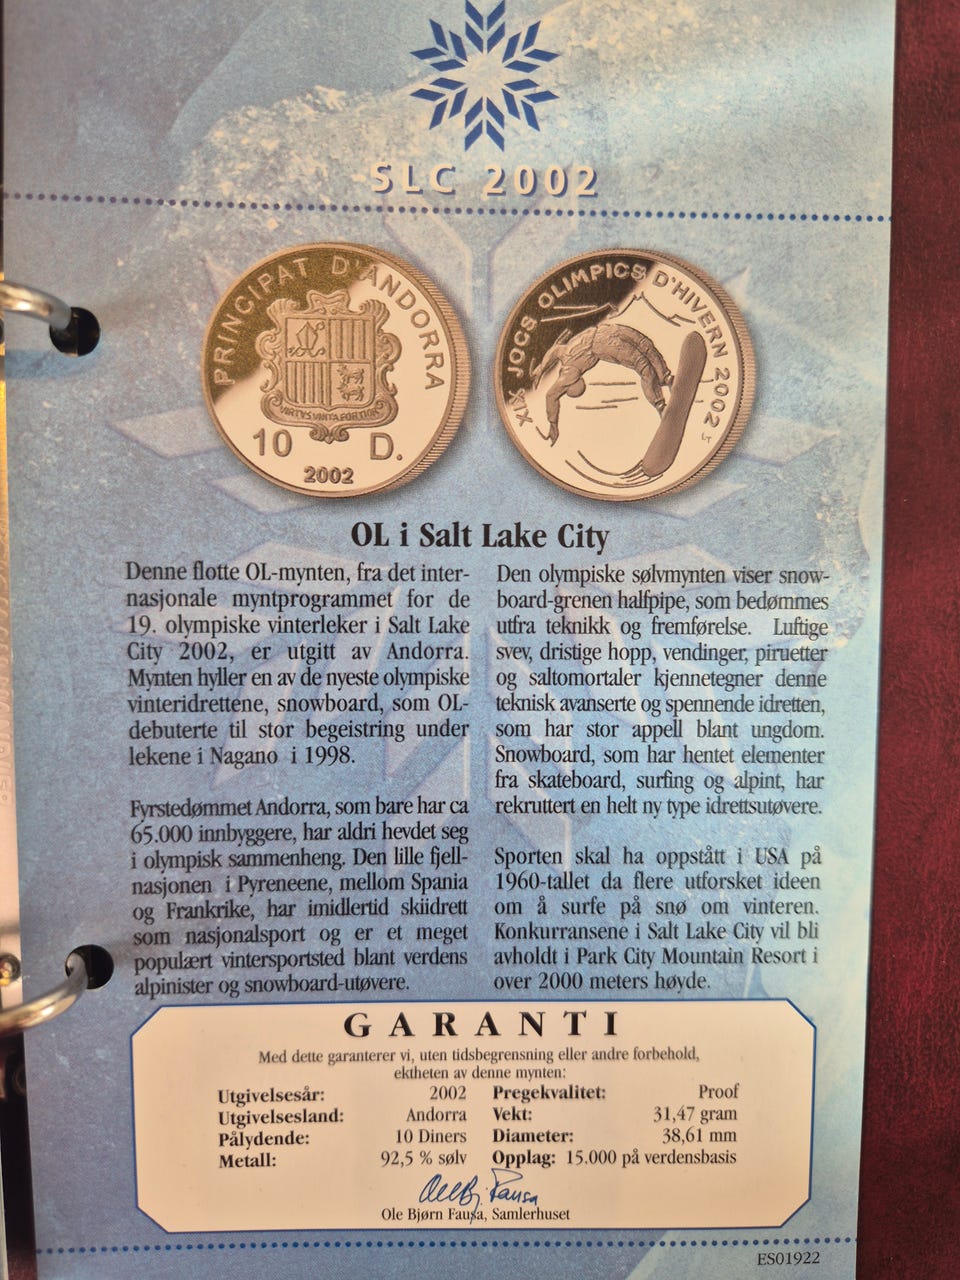 SLC 2002
PRINCIPAT D'ANDORRA
VIRTVS VNITA FORTIOR
10 D.
2002
XIX JOCS OLIMPICS D'HIVERN 2002
LT
OL i Salt Lake City
Denne flotte OL-mynten, fra det inter-
nasjonale myntprogrammet for de
19. olympiske vinterleker i Salt Lake
City 2002, er utgitt av Andorra.
Mynten hyller en av de nyeste olympiske
vinteridrettene, snowboard, som OL-
debuterte til stor begeistring under
lekene i Nagano i 1998.
Fyrstedømmet Andorra, som bare har ca
65.000 innbyggere, har aldri hevdet seg
i olympisk sammenheng. Den lille fjell-
nasjonen i Pyreneene, mellom Spania
og Frankrike, har imidlertid skiidrett
som nasjonalsport og er et meget
populært vintersportsted blant verdens
alpinister og snowboard-utøvere.
Den olympiske sølvmynten viser snow-
board-grenen halfpipe, som bedømmes
utfra teknikk og fremførelse. Luftige
svev, dristige hopp, vendinger, piruetter
og saltomortaler kjennetegner denne
teknisk avanserte og spennende idretten,
som har stor appell blant ungdom.
Snowboard, som har hentet elementer
fra skateboard, surfing og alpint, har
rekruttert en helt ny type idrettsutøvere.
Sporten skal ha oppstått i USA på
1960-tallet da flere utforsket ideen
om å surfe på snø om vinteren.
Konkurransene i Salt Lake City vil bli
avholdt i Park City Mountain Resort i
over 2000 meters høyde.
GARANTI
Med dette garanterer vi, uten tidsbegrensning eller andre forbehold,
ektheten av denne mynten:
Utgivelsesår: 2002 Pregekvalitet: Proof
Utgivelsesland: Andorra Vekt: 31,47 gram
Pålydende: 10 Diners Diameter: 38,61 mm
Metall: 92,5 % sølv Opplag: 15.000 på verdensbasis
Ole Bjørn Fausa, Samlerhuset
ES01922